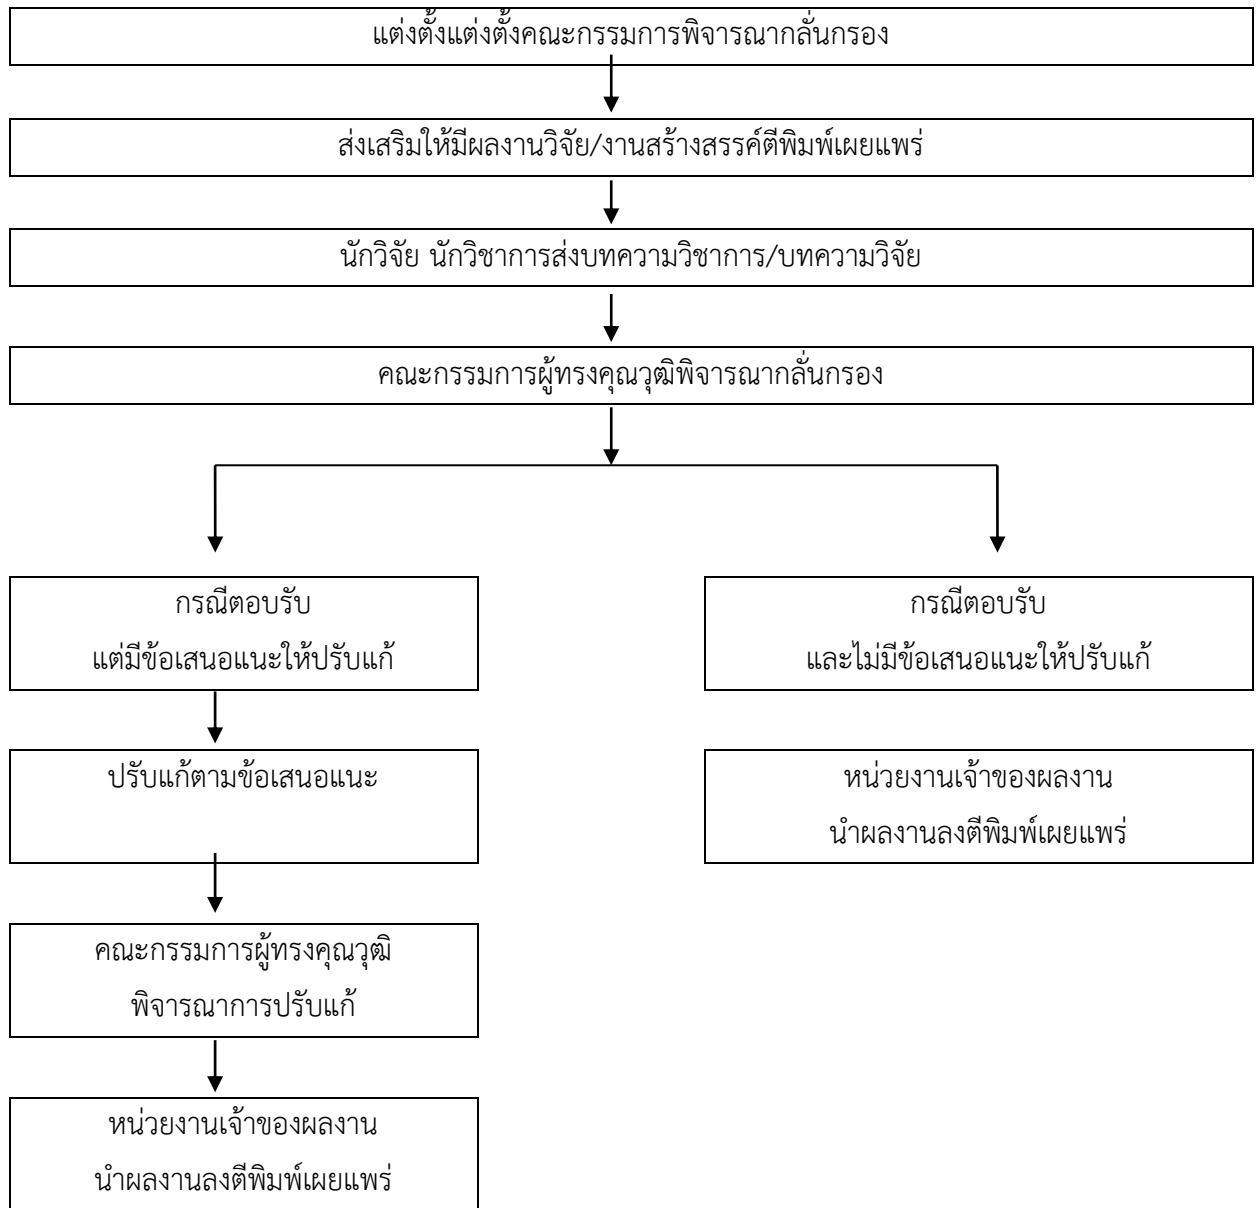 แต่งตั้งแต่งตั้งคณะกรรมการพิจารณากลั่นกรอง
ส่งเสริมให้มีผลงานวิจัย/งานสร้างสรรค์ตีพิมพ์เผยแพร่
นักวิจัย นักวิชาการส่งบทความวิชาการ/บทความวิจัย
คณะกรรมการผู้ทรงคุณวุฒิพิจารณากลั่นกรอง
กรณีตอบรับ
แต่มีข้อเสนอแนะให้ปรับแก้
กรณีตอบรับ
และไม่มีข้อเสนอแนะให้ปรับแก้
ปรับแก้ตามข้อเสนอแนะ
หน่วยงานเจ้าของผลงาน
นำผลงานลงตีพิมพ์เผยแพร่
คณะกรรมการผู้ทรงคุณวุฒิ
พิจารณาการปรับแก้
หน่วยงานเจ้าของผลงาน
นำผลงานลงตีพิมพ์เผยแพร่